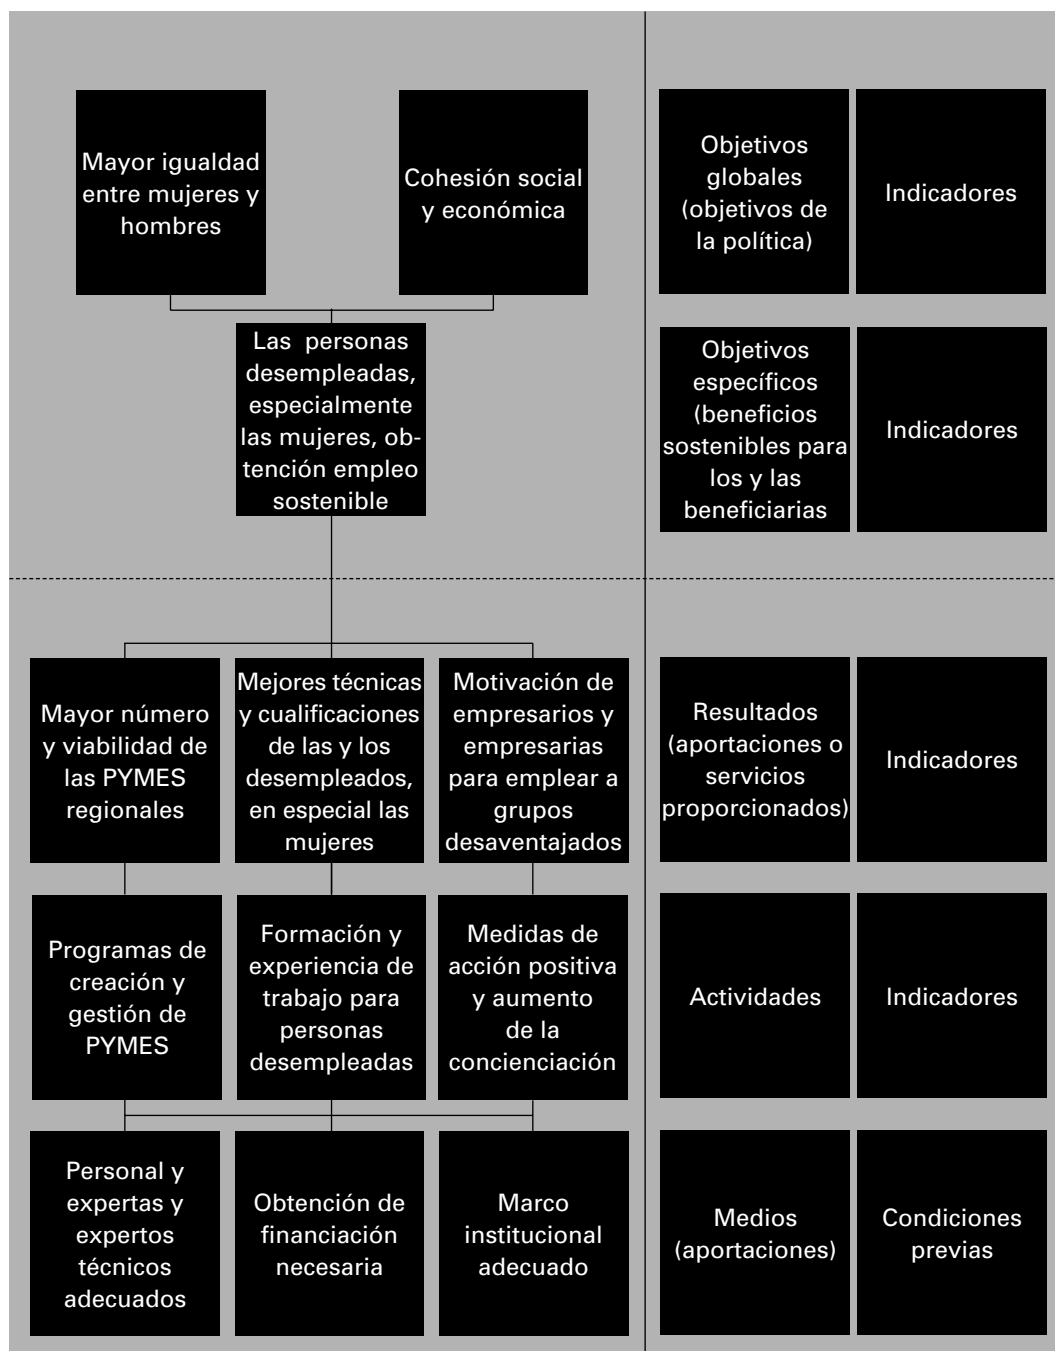 Mayor igualdad
entre mujeres y
hombres
Cohesión social
y económica
Objetivos
globales
(objetivos de
la política)
Indicadores
Las personas
desempleadas,
especialmente
las mujeres, ob-
tención empleo
sostenible
Objetivos
específicos
(beneficios
sostenibles para
los y las
beneficiarias
Indicadores
Mayor número
y viabilidad de
las PYMES
regionales
Mejores técnicas
y cualificaciones
de las y los
desempleados,
en especial las
mujeres
Motivación de
empresarios y
empresarias
para emplear a
grupos
desaventajados
Resultados
(aportaciones o
servicios
proporcionados)
Indicadores
Programas de
creación y
gestión de
PYMES
Formación y
experiencia de
trabajo para
personas
desempleadas
Medidas de
acción positiva
y aumento
de la
concienciación
Actividades
Indicadores
Personal y
expertas y
expertos
técnicos
adecuados
Obtención de
financiación
necesaria
Marco
institucional
adecuado
Medios
(aportaciones)
Condiciones
previas